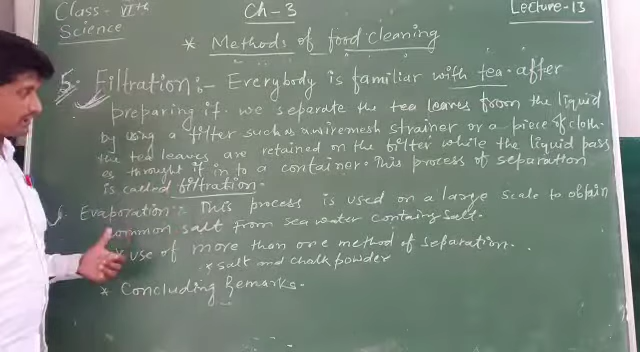 Class- VIth
Ch-3
Lecture-13
Science
* Methods of food cleaning
5. Filtration:- Everybody is familiar with tea. after
preparing it. we separate the tea leaves from the liquid
by using a filter such as a wiremesh strainer or a piece of cloth.
the tea leaves are retained on the filter while the liquid pass
as throught it in to a container. This process of separation
is called filtration.
6. Evaporation:- This process is used on a large scale to obtain
common salt from sea water containg salt.
* use of more than one method of separation.
* salt and chalk powder
* Concluding Remarks.